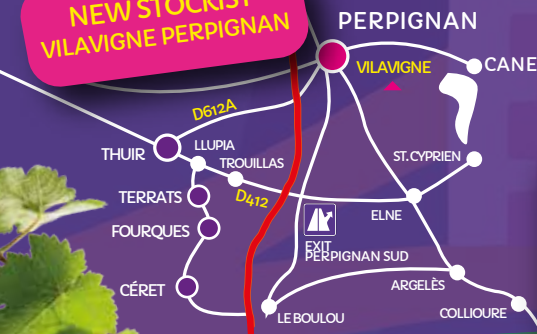 NEW STOCKIST
VILAVIGNE PERPIGNAN
PERPIGNAN
VILAVIGNE
CANE
D612A
THUIR
LLUPIA
TROUILLAS
ST. CYPRIEN
TERRATS
D412
ELNE
FOURQUES
EXIT
PERPIGNAN SUD
CÉRET
ARGELÈS
LE BOULOU
COLLIOURE